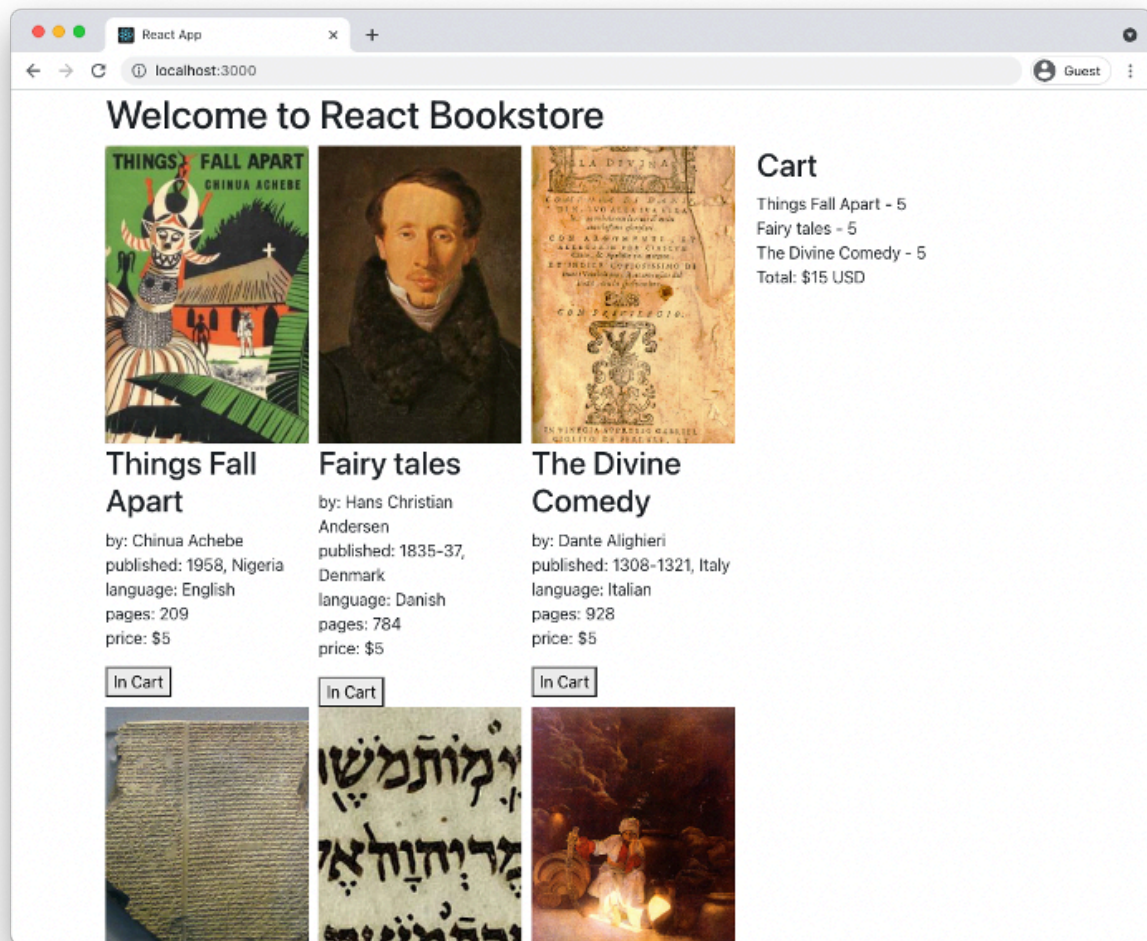 React App
localhost:3000
Guest
Welcome to React Bookstore
THINGS FALL APART
CHINUA ACHEBE
Things Fall
Apart
by: Chinua Achebe
published: 1958, Nigeria
language: English
pages: 209
price: $5
In Cart
Fairy tales
by: Hans Christian
Andersen
published: 1835-37,
Denmark
language: Danish
pages: 784
price: $5
In Cart
LA DIVINA
CON PRIVILEGIO.
The Divine
Comedy
by: Dante Alighieri
published: 1308-1321, Italy
language: Italian
pages: 928
price: $5
In Cart
Cart
Things Fall Apart - 5
Fairy tales - 5
The Divine Comedy - 5
Total: $15 USD